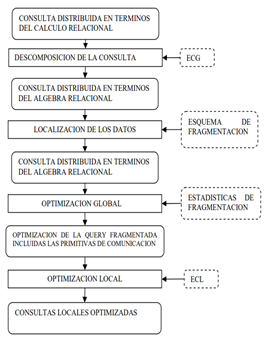 CONSULTA DISTRIBUIDA EN TERMINOS
DEL CALCULO RELACIONAL
DESCOMPOSICION DE LA CONSULTA
ECG
CONSULTA DISTRIBUIDA EN TERMINOS
DEL ALGEBRA RELACIONAL
LOCALIZACION DE LOS DATOS
ESQUEMA DE
FRAGMENTACION
CONSULTA DISTRIBUIDA EN TERMINOS
DEL ALGEBRA RELACIONAL
OPTIMIZACION GLOBAL
ESTADISTICAS DE
FRAGMENTACION
OPTIMIZACION DE LA QUERY FRAGMENTADA
INCLUIDAS LAS PRIMITIVAS DE COMUNICACION
OPTIMIZACION LOCAL
ECL
CONSULTAS LOCALES OPTIMIZADAS